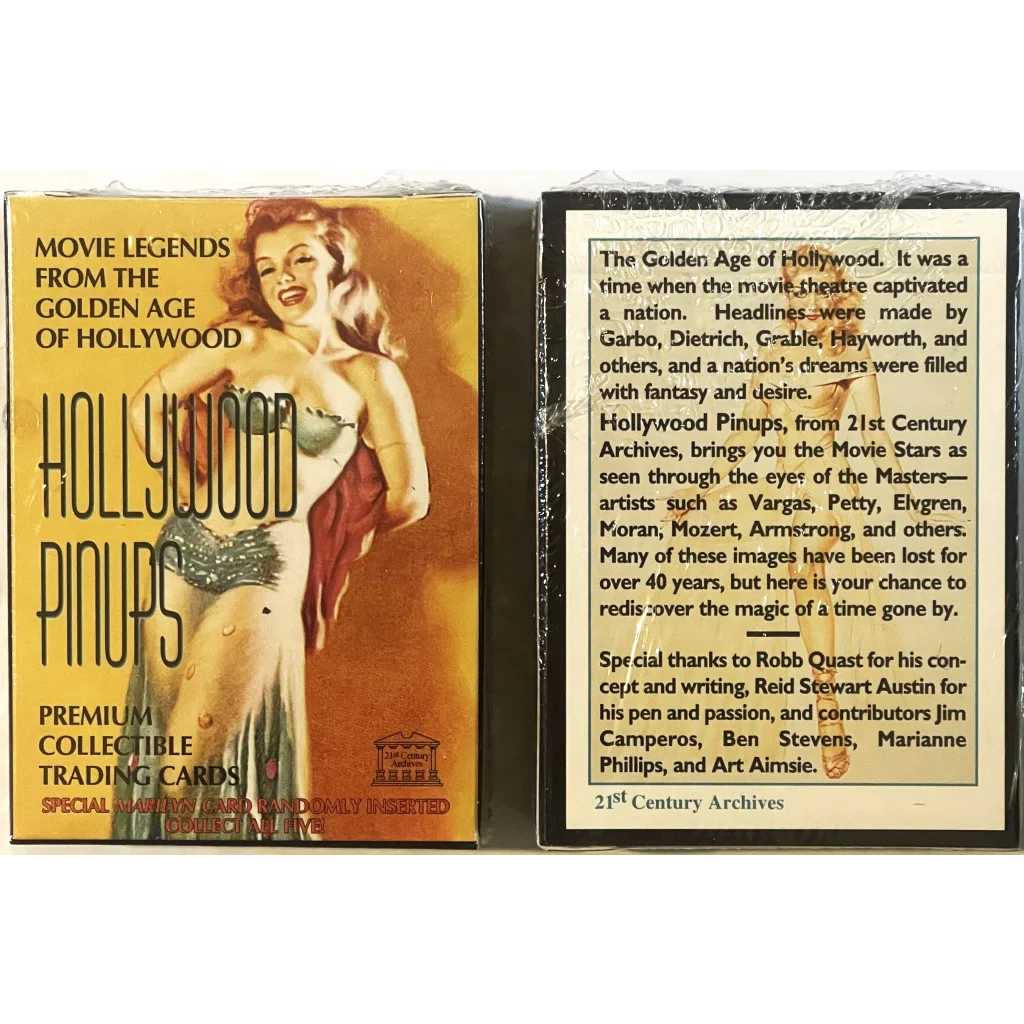 MOVIE LEGENDS
FROM THE
GOLDEN AGE
OF HOLLYWOOD
HOLLYWOOD
PINUPS
PREMIUM
COLLECTIBLE
TRADING CARDS
21st Century
Archives
SPECIAL MARILYN CARD RANDOMLY INSERTED
COLLECT ALL FIVE!
The Golden Age of Hollywood. It was a
time when the movie theatre captivated
a nation. Headlines were made by
Garbo, Dietrich, Grable, Hayworth, and
others, and a nation's dreams were filled
with fantasy and desire.
Hollywood Pinups, from 21st Century
Archives, brings you the Movie Stars as
seen through the eyes of the Masters—
artists such as Vargas, Petty, Elvgren,
Moran, Mozert, Armstrong, and others.
Many of these images have been lost for
over 40 years, but here is your chance to
rediscover the magic of a time gone by.
Special thanks to Robb Quast for his con-
cept and writing, Reid Stewart Austin for
his pen and passion, and contributors Jim
Camperos, Ben Stevens, Marianne
Phillips, and Art Aimsie.
21st Century Archives